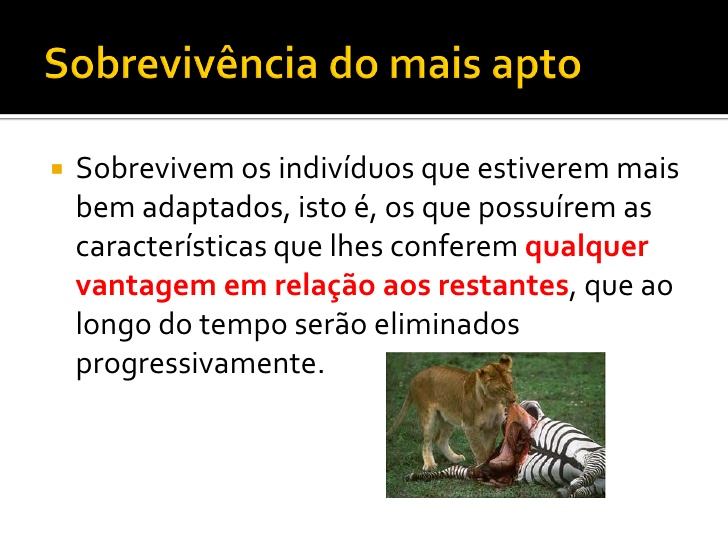 Sobrevivência do mais apto
Sobrevivem os indivíduos que estiverem mais
bem adaptados, isto é, os que possuírem as
características que lhes conferem qualquer
vantagem em relação aos restantes, que ao
longo do tempo serão eliminados
progressivamente.